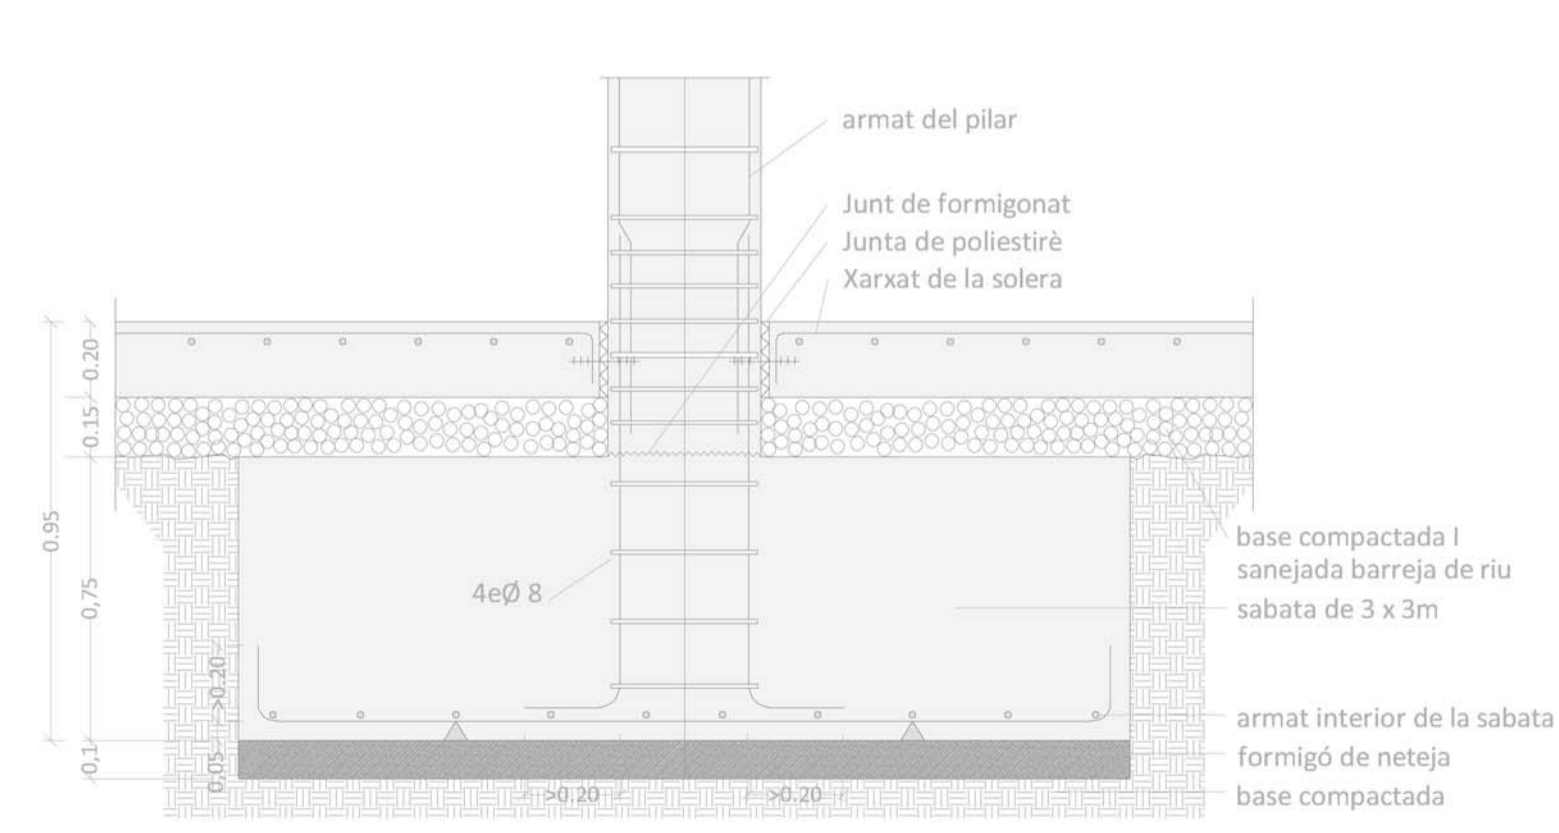 armat del pilar
Junt de formigonat
Junta de poliestirè
Xarxat de la solera
0.20
0.15
0.95
0,75
4eØ 8
base compactada I
sanejada barreja de riu
sabata de 3 x 3m
>0.20
armat interior de la sabata
0,1
0.05
formigó de neteja
>0.20
>0.20
base compactada